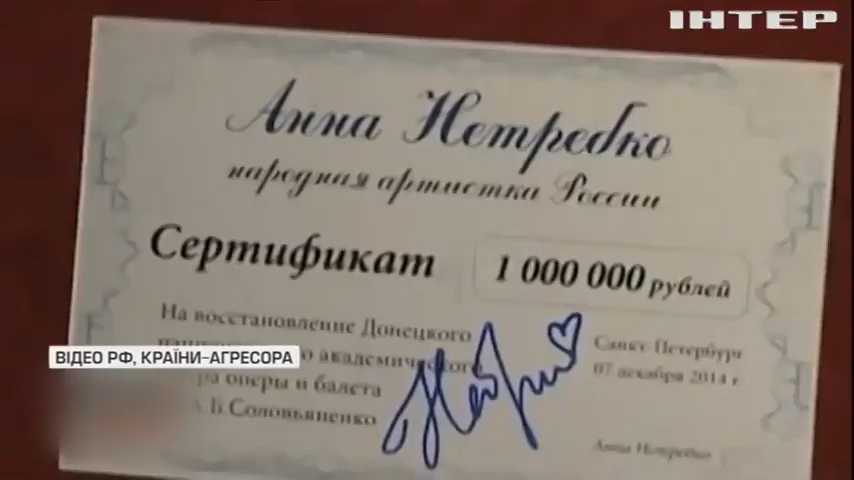 ІНТЕР
Анна Нетребко
народная артистка России
Сертификат
1 000 000 рублей
На восстановление Донецкого
академического
оперы и балета
Б.Соловьяненко
Санкт Петербург
07 декабря 2014 г.
Анна Нетребко
ВІДЕО РФ, КРАЇНИ-АГРЕСОРА